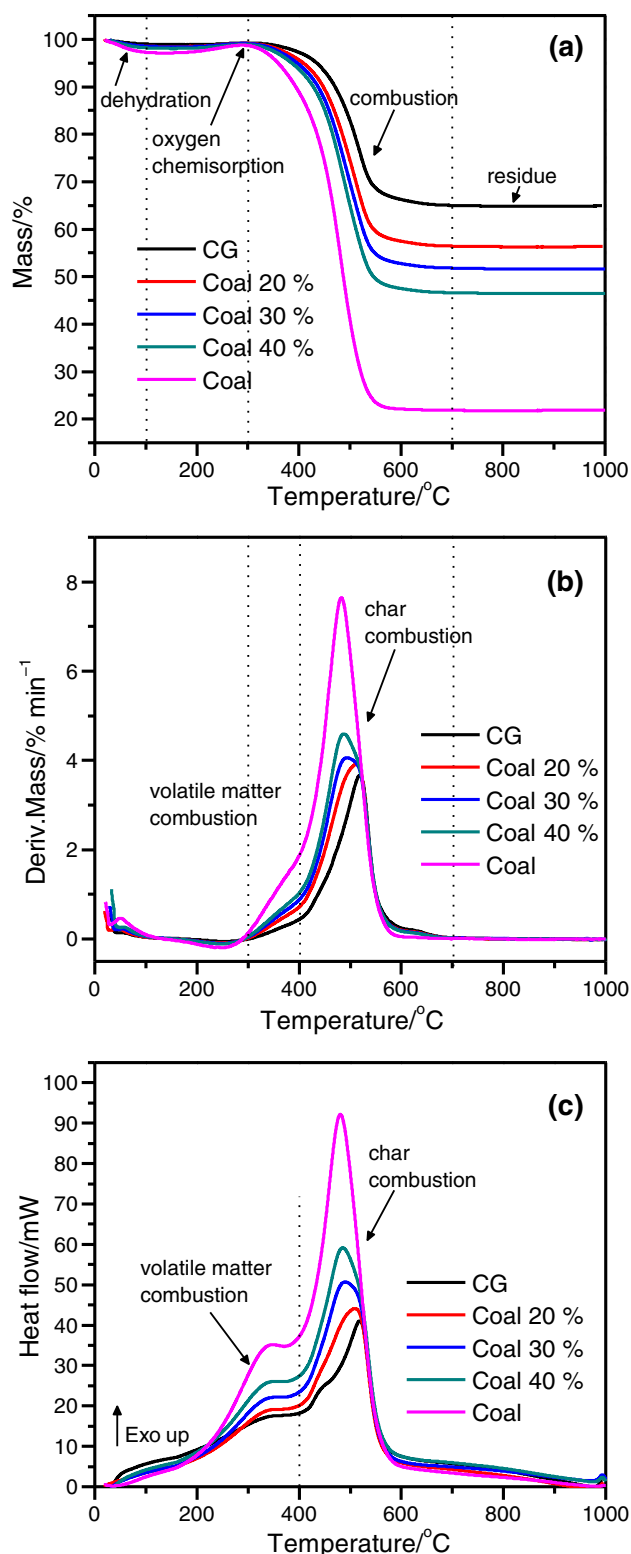 (a)
100
90
80
70
60
50
40
30
20
Mass/%
dehydration
oxygen
chemisorption
combustion
residue
CG
Coal 20 %
Coal 30 %
Coal 40 %
Coal
0 200 400 600 800 1000
Temperature/°C
(b)
8
6
4
2
0
Deriv.Mass/% min⁻¹
char
combustion
volatile matter
combustion
CG
Coal 20 %
Coal 30 %
Coal 40 %
Coal
0 200 400 600 800 1000
Temperature/°C
(c)
100
90
80
70
60
50
40
30
20
10
0
Heat flow/mW
char
combustion
volatile matter
combustion
Exo up
CG
Coal 20 %
Coal 30 %
Coal 40 %
Coal
0 200 400 600 800 1000
Temperature/°C